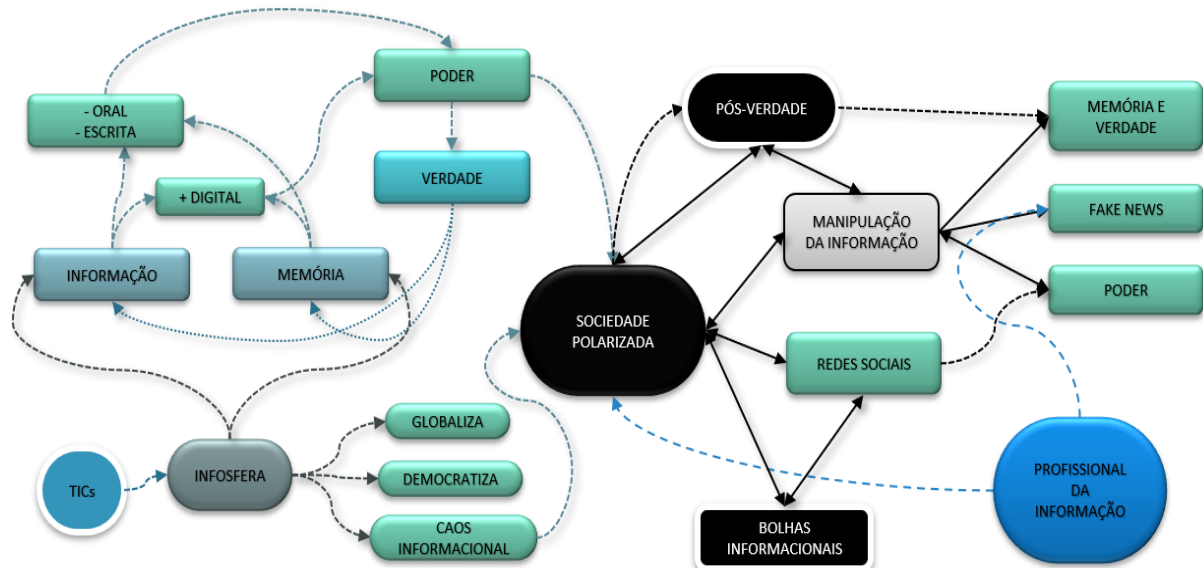 PODER
- ORAL
- ESCRITA
VERDADE
+ DIGITAL
INFORMAÇÃO
MEMÓRIA
TICs
INFOSFERA
GLOBALIZA
DEMOCRATIZA
CAOS
INFORMACIONAL
SOCIEDADE
POLARIZADA
PÓS-VERDADE
MANIPULAÇÃO
DA INFORMAÇÃO
REDES SOCIAIS
BOLHAS
INFORMACIONAIS
MEMÓRIA E
VERDADE
FAKE NEWS
PODER
PROFISSIONAL
DA
INFORMAÇÃO